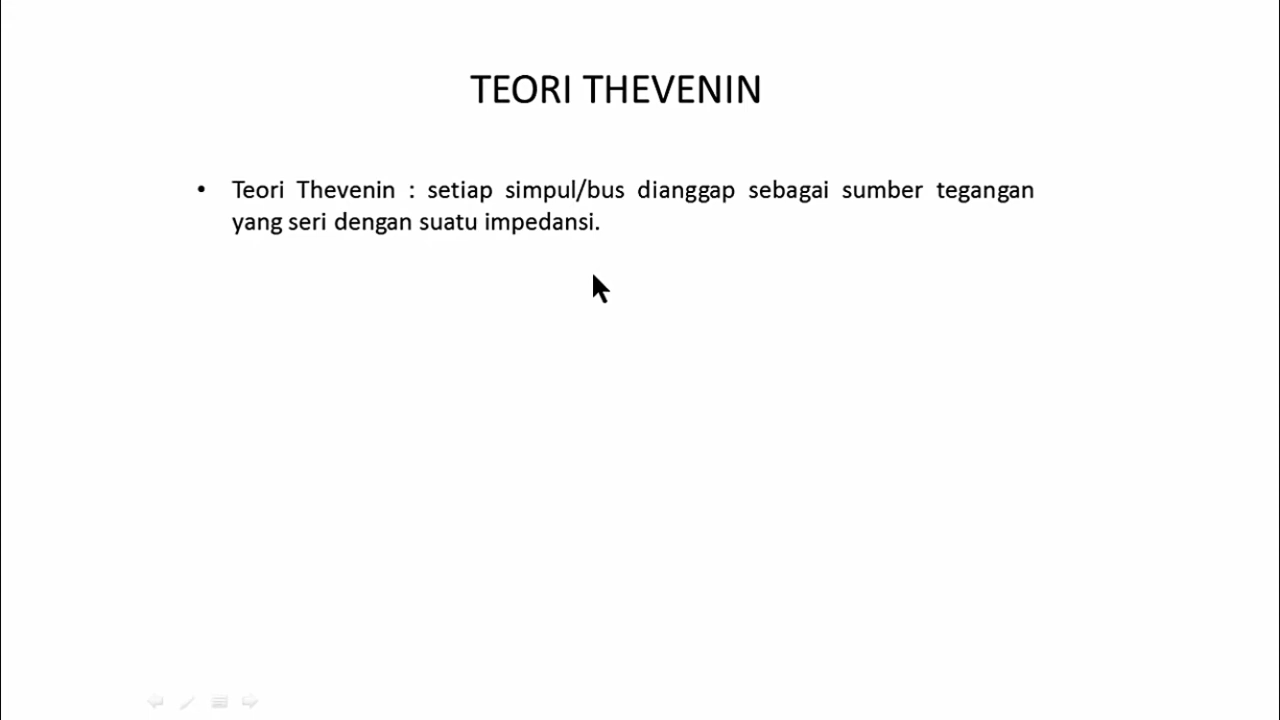 TEORI THEVENIN
• Teori Thevenin : setiap simpul/bus dianggap sebagai sumber tegangan
yang seri dengan suatu impedansi.